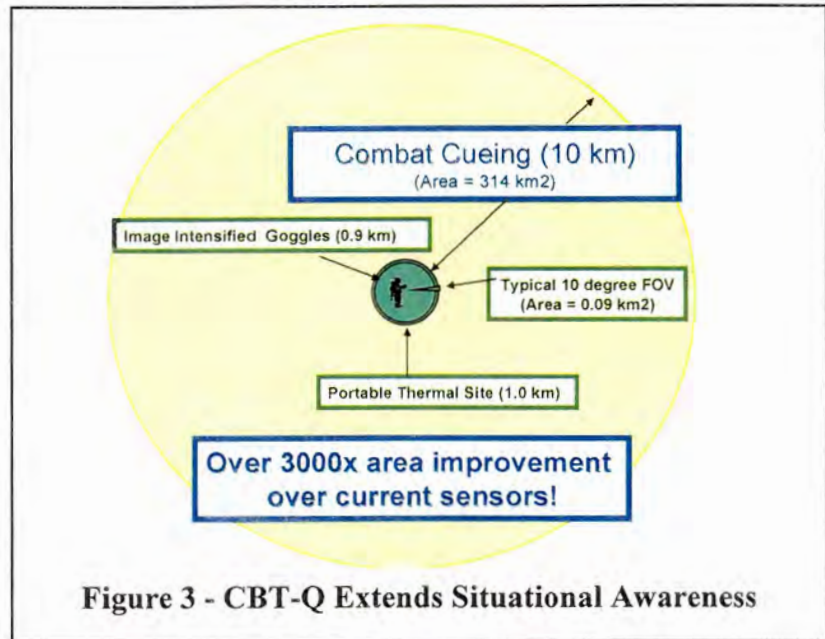 Combat Cueing (10 km)
(Area = 314 km2)
Image Intensified Goggles (0.9 km)
Typical 10 degree FOV
(Area = 0.09 km2)
Portable Thermal Site (1.0 km)
Over 3000x area improvement
over current sensors!
Figure 3 - CBT-Q Extends Situational Awareness